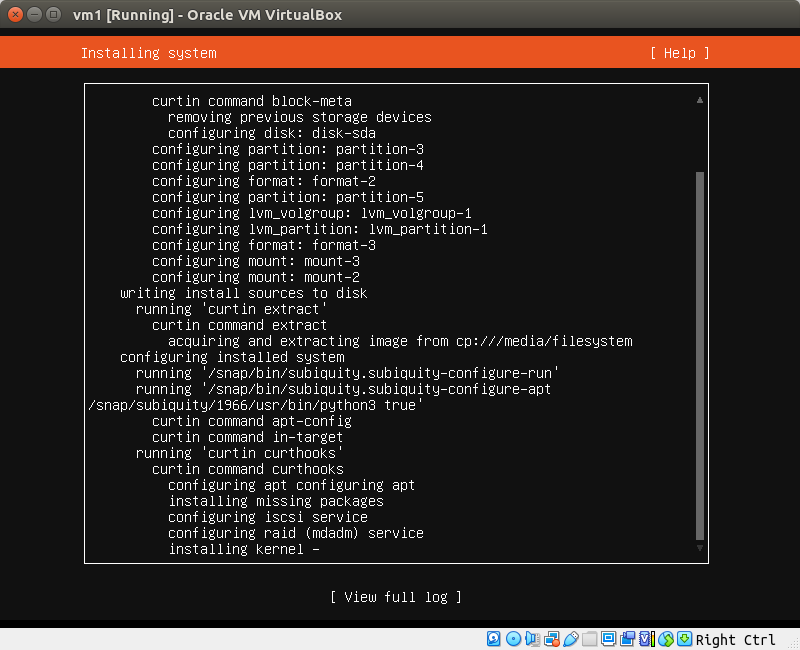 vm1 [Running] - Oracle VM VirtualBox
Installing system [ Help ]
curtin command block-meta
removing previous storage devices
configuring disk: disk-sda
configuring partition: partition-3
configuring partition: partition-4
configuring format: format-2
configuring partition: partition-5
configuring lvm_volgroup: lvm_volgroup-1
configuring lvm_partition: lvm_partition-1
configuring format: format-3
configuring mount: mount-3
configuring mount: mount-2
writing install sources to disk
running 'curtin extract'
curtin command extract
acquiring and extracting image from cp:///media/filesystem
configuring installed system
running '/snap/bin/subiquity.subiquity-configure-run'
running '/snap/bin/subiquity.subiquity-configure-apt
/snap/subiquity/1966/usr/bin/python3 true'
curtin command apt-config
curtin command in-target
running 'curtin curthooks'
curtin command curthooks
configuring apt configuring apt
installing missing packages
configuring iscsi service
configuring raid (mdadm) service
installing kernel -
[ View full log ]
Right Ctrl